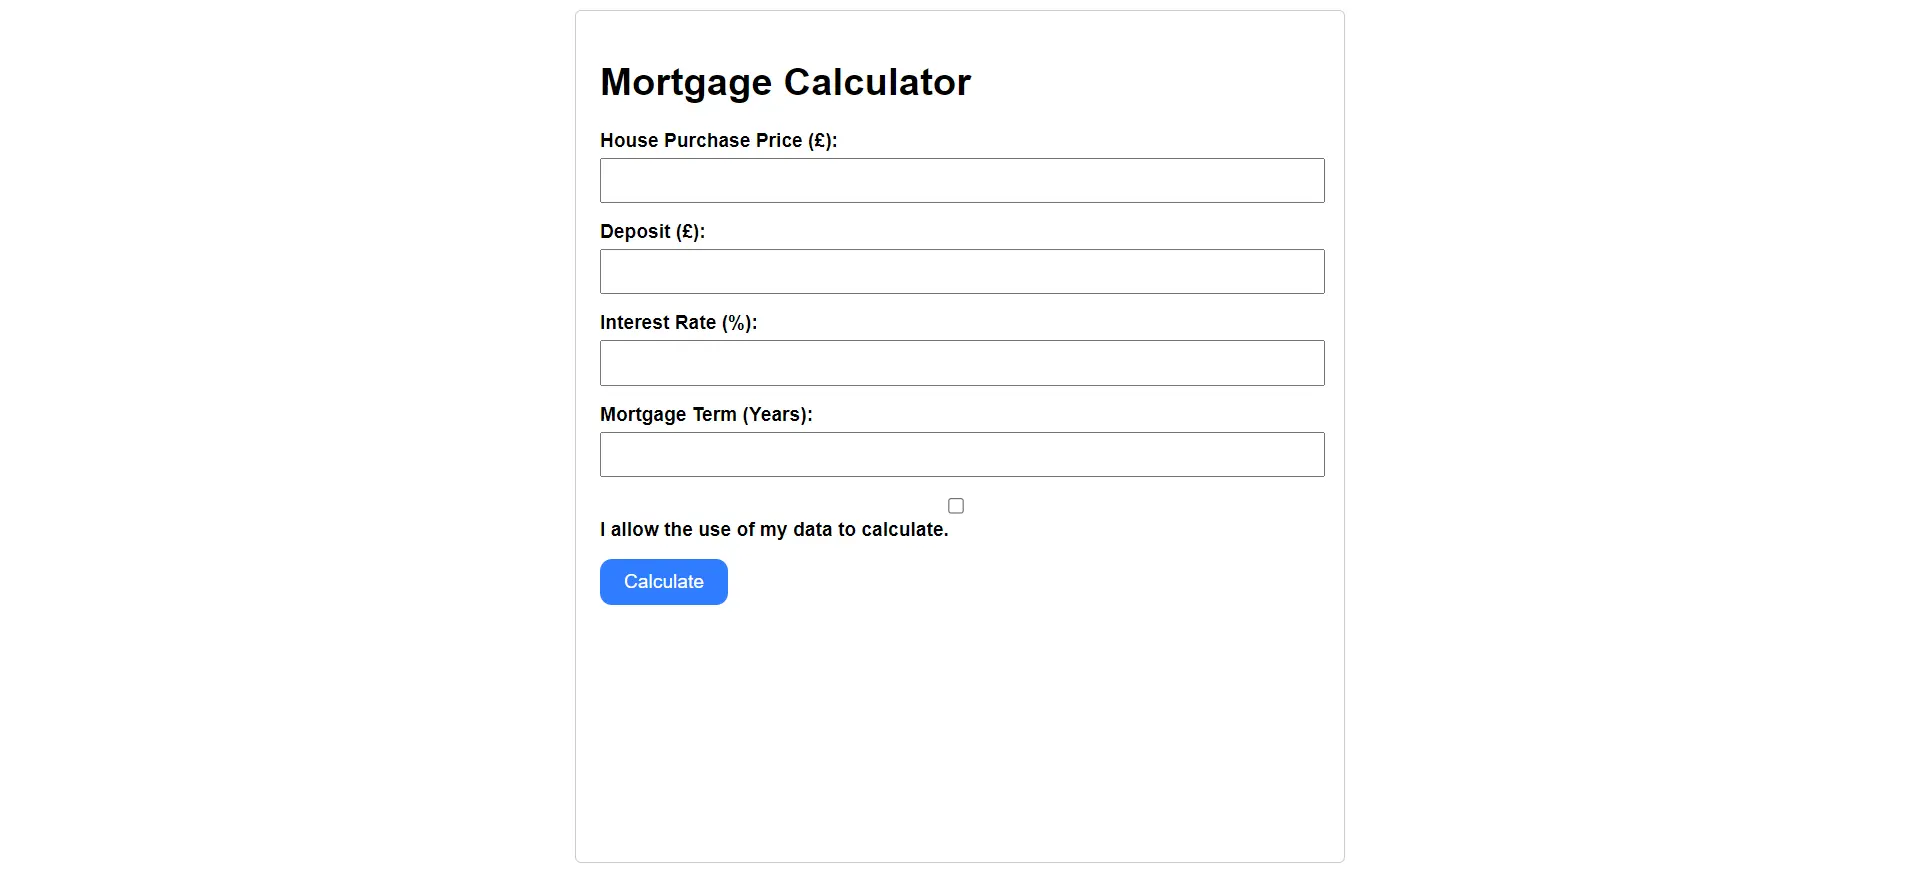 Mortgage Calculator
House Purchase Price (£):
Deposit (£):
Interest Rate (%):
Mortgage Term (Years):
I allow the use of my data to calculate.
Calculate